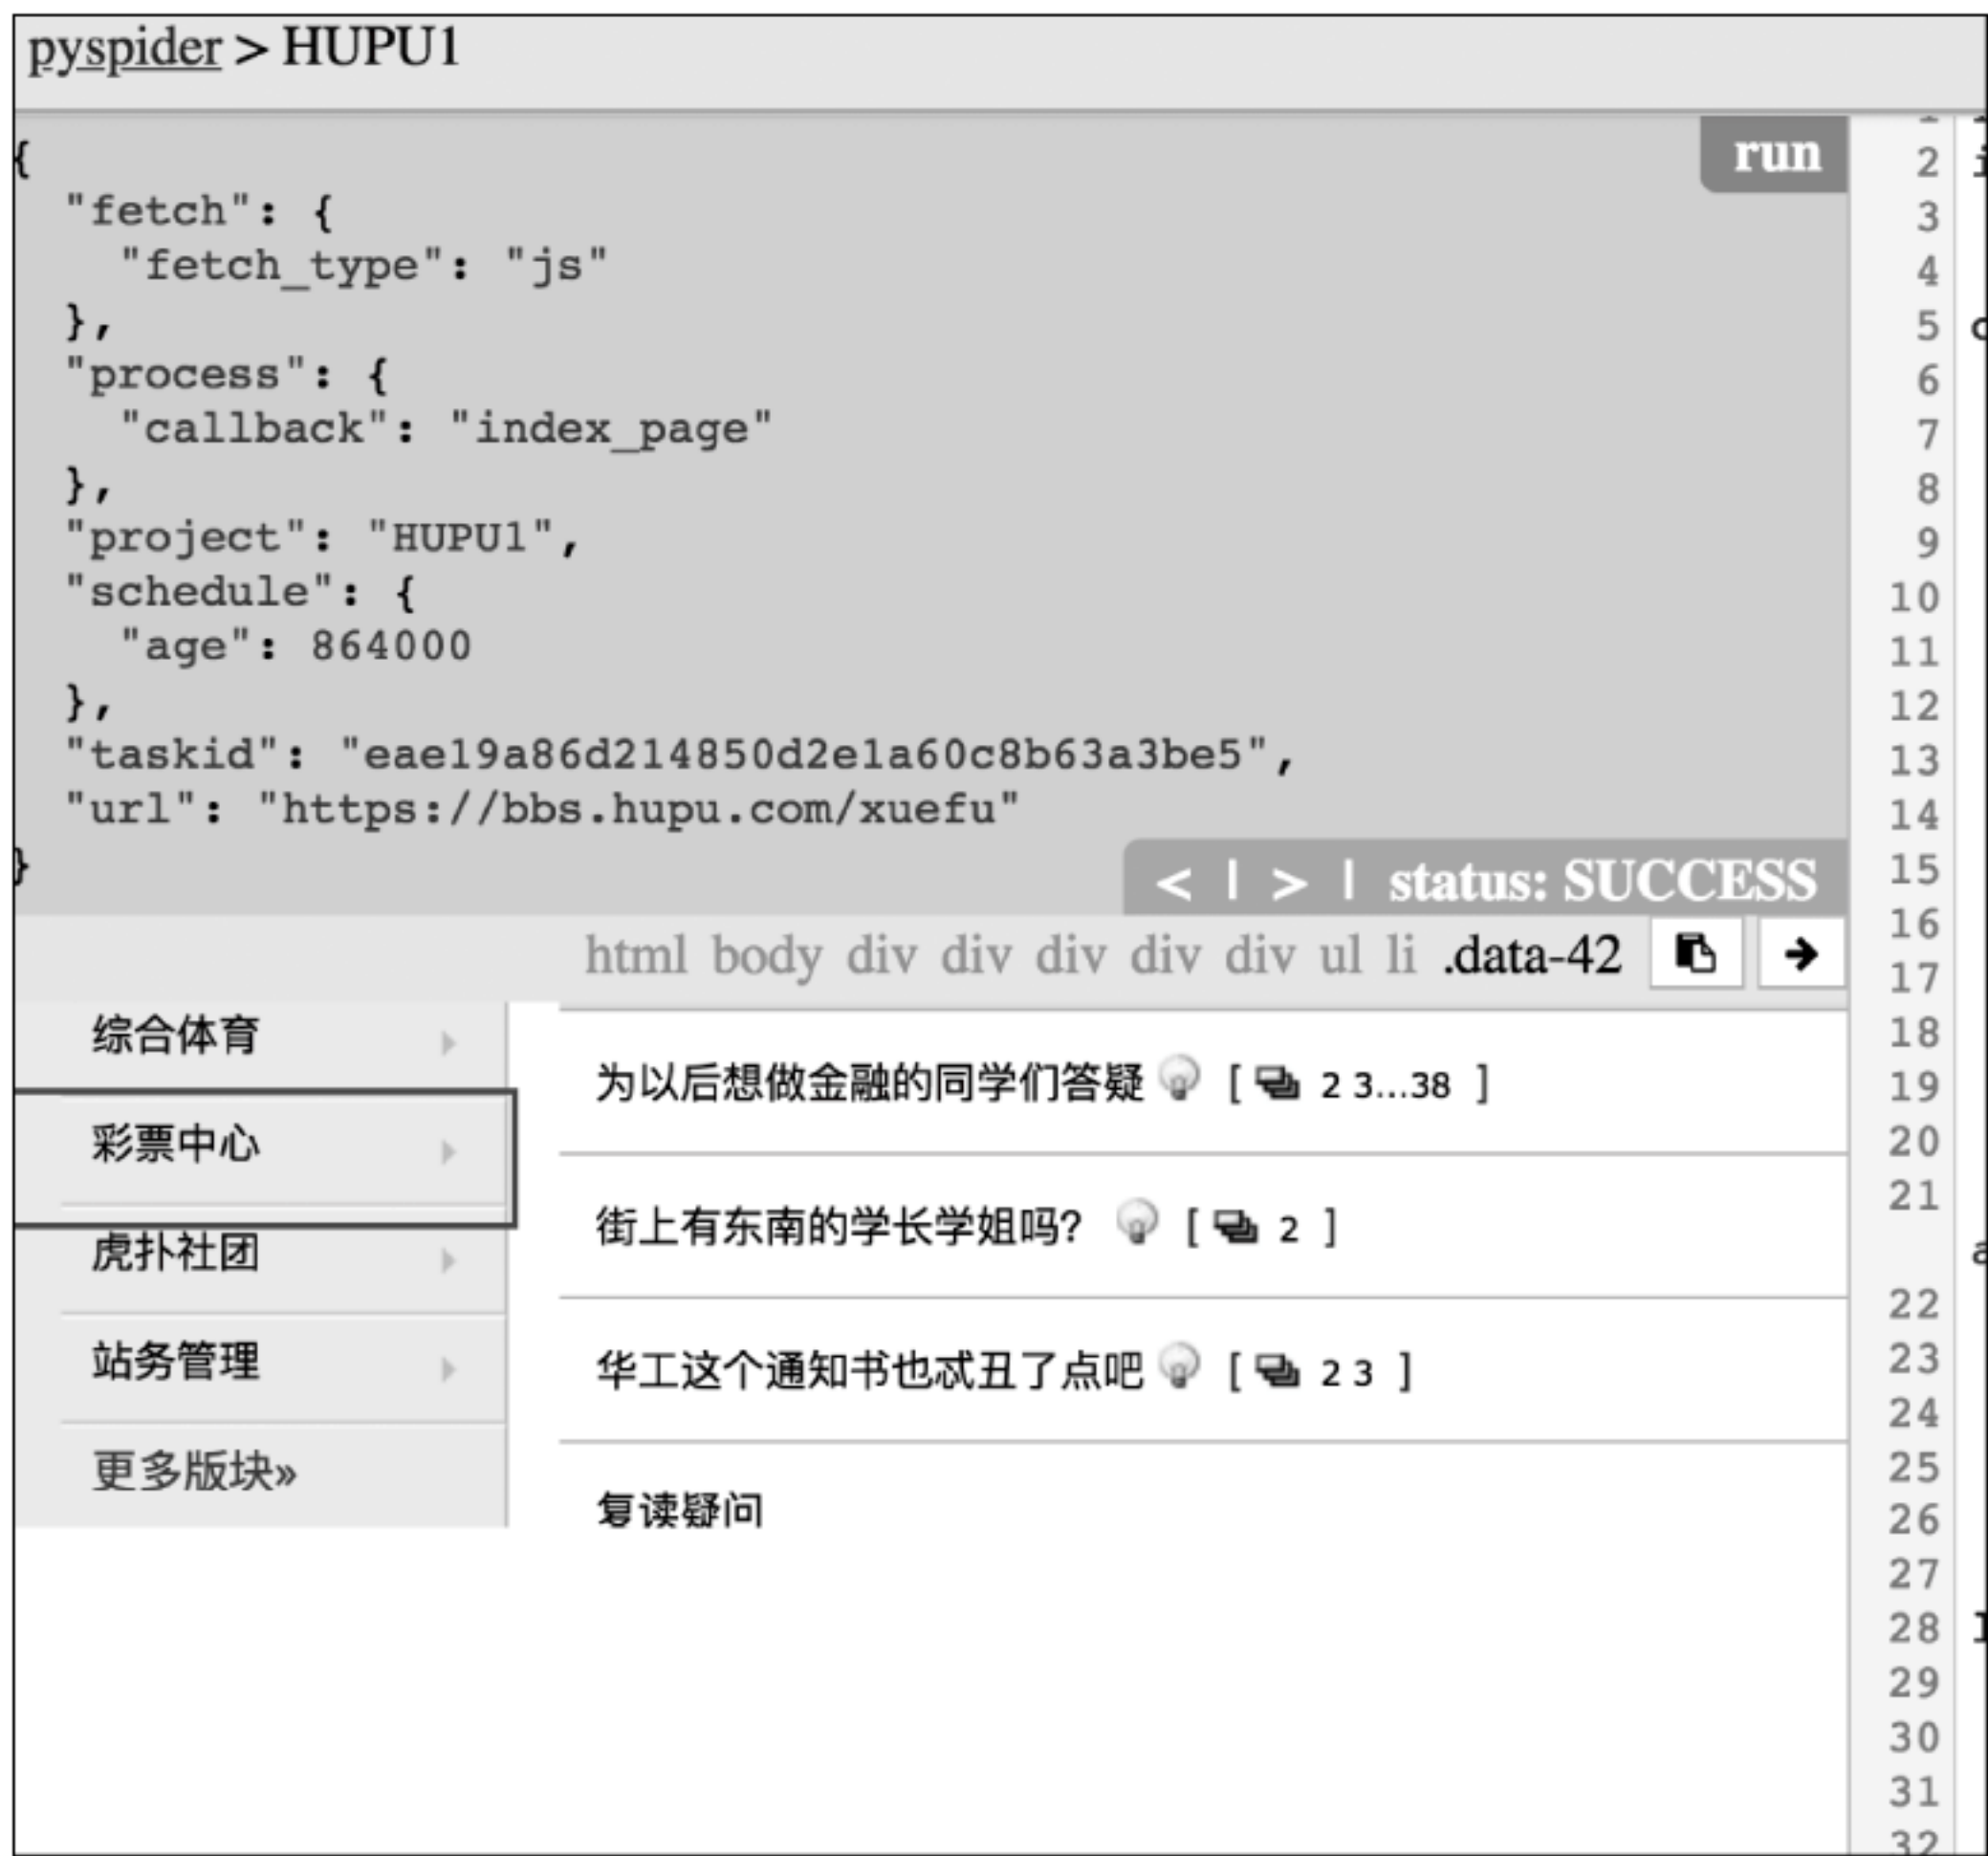 pyspider > HUPU1
{
"fetch": {
"fetch_type": "js"
},
"process": {
"callback": "index_page"
},
"project": "HUPU1",
"schedule": {
"age": 864000
},
"taskid": "eae19a86d214850d2e1a60c8b63a3be5",
"url": "https://bbs.hupu.com/xuefu"
}
run
< | > | status: SUCCESS
html body div div div div div ul li .data-42
综合体育
彩票中心
虎扑社团
站务管理
更多版块»
为以后想做金融的同学们答疑 [ 2 3...38 ]
街上有东南的学长学姐吗? [ 2 ]
华工这个通知书也忒丑了点吧 [ 2 3 ]
复读疑问
2
3
4
5
6
7
8
9
10
11
12
13
14
15
16
17
18
19
20
21
22
23
24
25
26
27
28
29
30
31
32